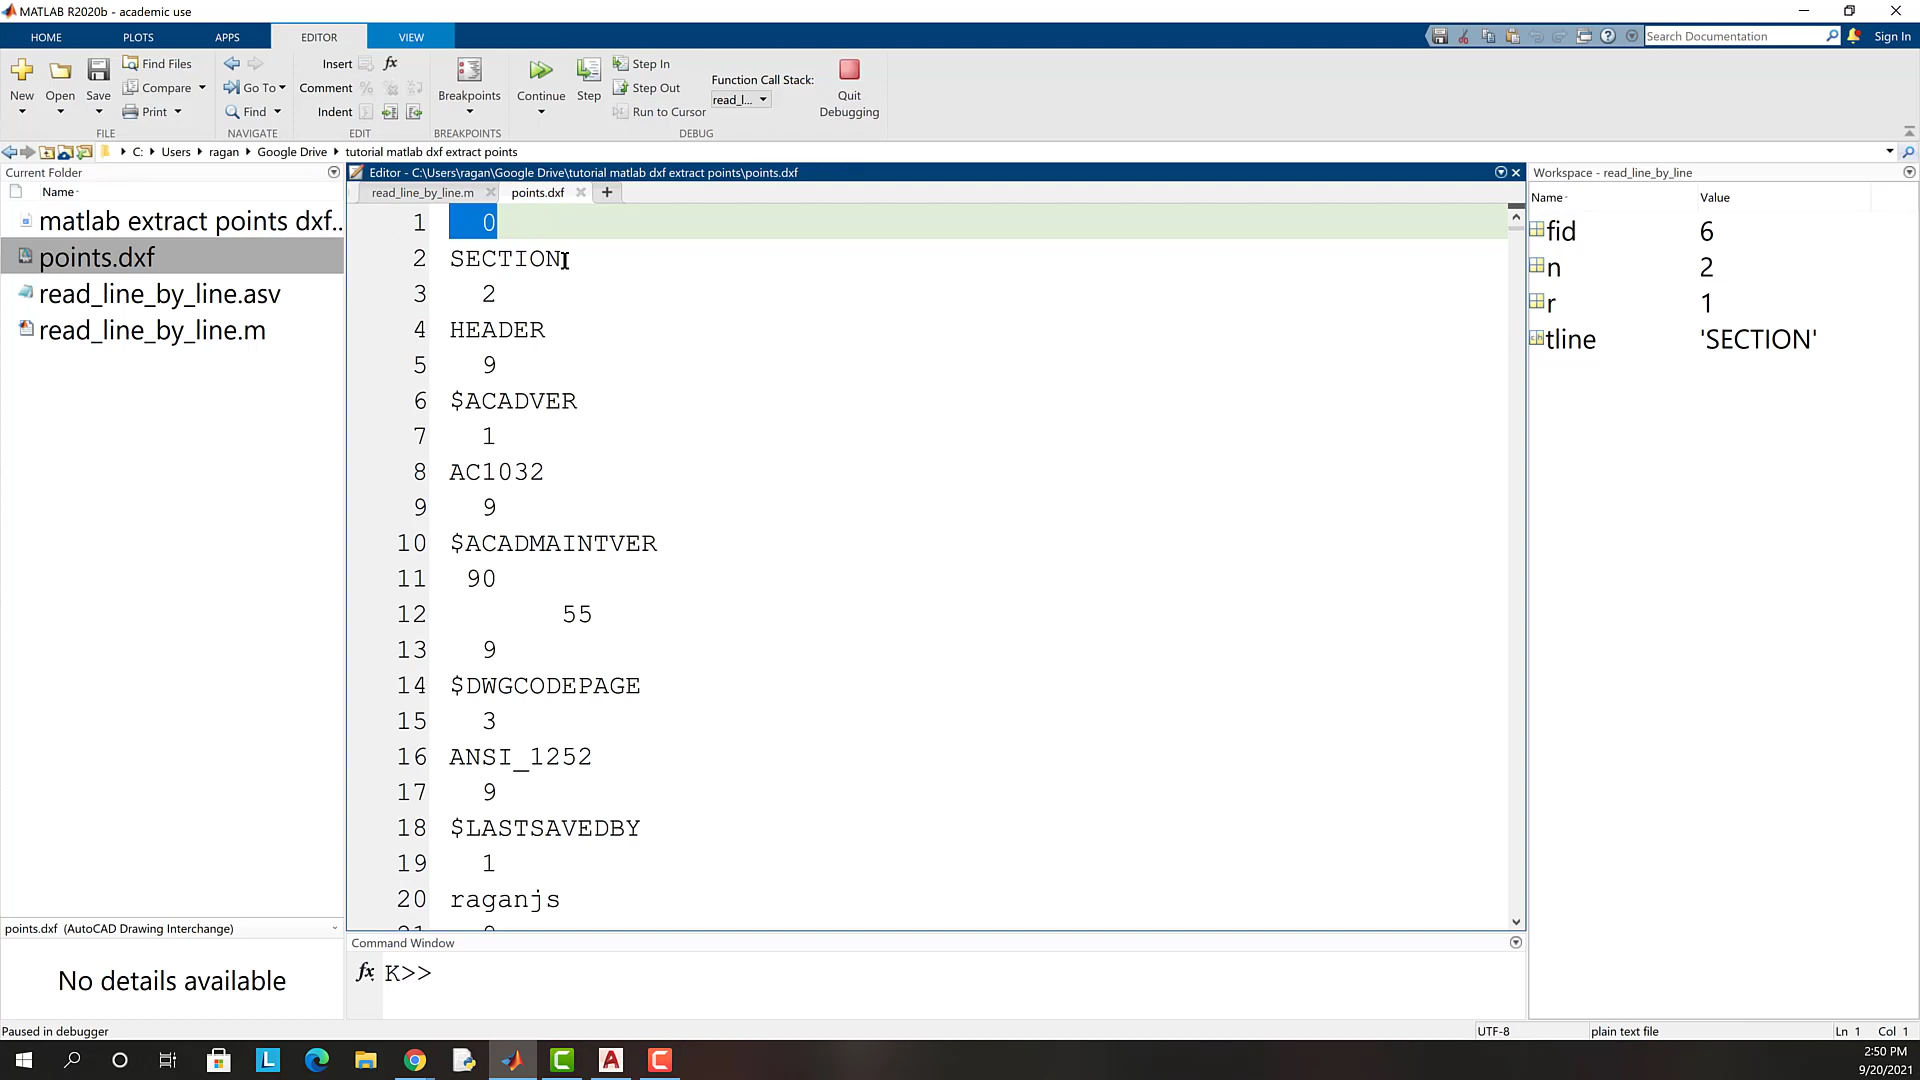 MATLAB R2020b - academic use
HOME PLOTS APPS EDITOR VIEW Search Documentation Sign In
New Open Save Find Files Compare Print
FILE
Go To Find
NAVIGATE
Insert fx Comment % Indent
EDIT
Breakpoints
BREAKPOINTS
Continue Step Step In Step Out Run to Cursor
Function Call Stack:
read_l...
Quit Debugging
DEBUG
C: Users ragan Google Drive tutorial matlab dxf extract points
Current Folder
Name
matlab extract points dxf..
points.dxf
read_line_by_line.asv
read_line_by_line.m
points.dxf (AutoCAD Drawing Interchange)
No details available
Editor - C:\Users\ragan\Google Drive\tutorial matlab dxf extract points\points.dxf
read_line_by_line.m points.dxf +
1 0
2 SECTION
3 2
4 HEADER
5 9
6 $ACADVER
7 1
8 AC1032
9 9
10 $ACADMAINTVER
11 90
12 55
13 9
14 $DWGCODEPAGE
15 3
16 ANSI_1252
17 9
18 $LASTSAVEDBY
19 1
20 raganjs
Command Window
fx K>>
Workspace - read_line_by_line
Name Value
fid 6
n 2
r 1
tline 'SECTION'
Paused in debugger UTF-8 plain text file Ln 1 Col 1
L A C
2:50 PM
9/20/2021